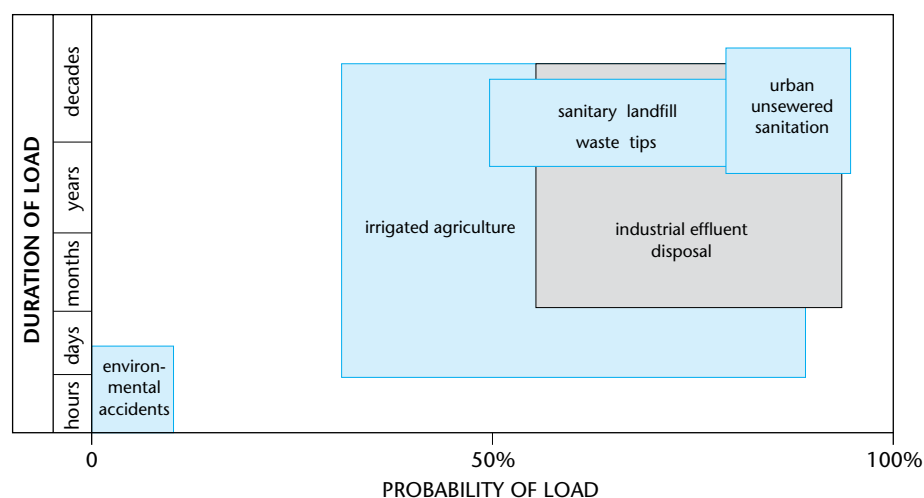 DURATION OF LOAD
decades
years
months
days
hours
urban
unsewered
sanitation
sanitary landfill
waste tips
irrigated agriculture
industrial effluent
disposal
environ-
mental
accidents
0
50%
100%
PROBABILITY OF LOAD